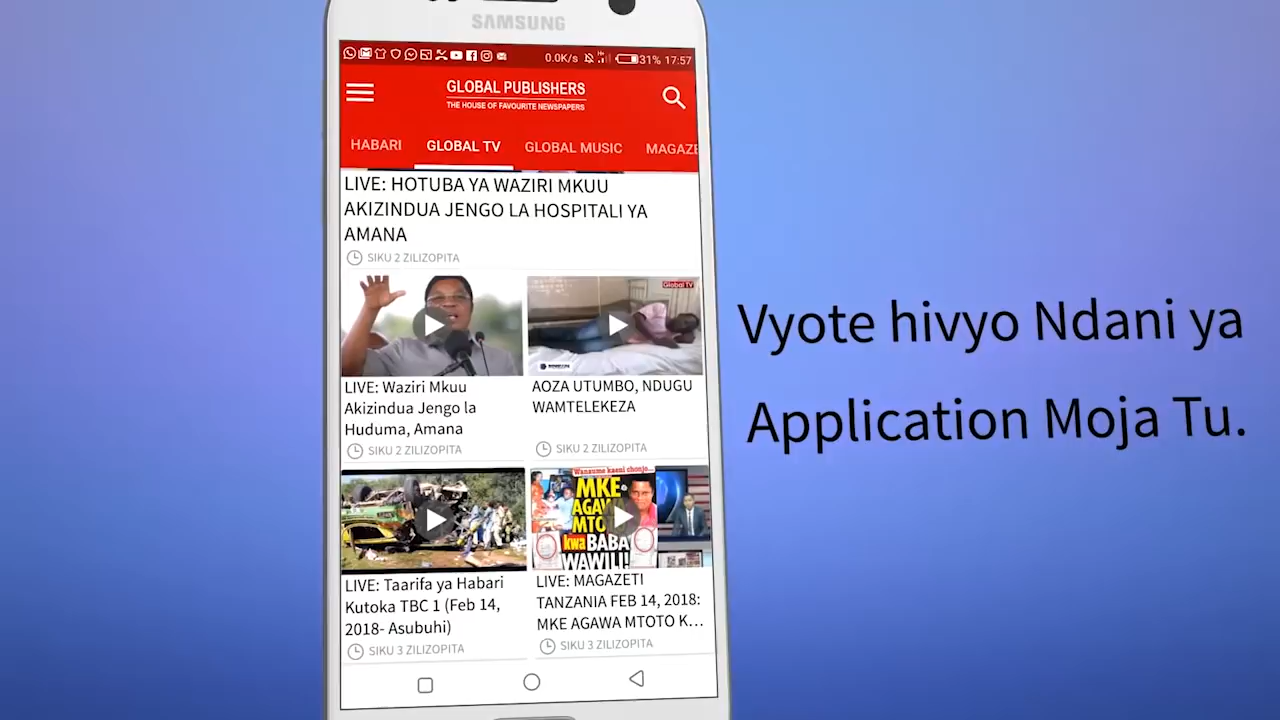 SAMSUNG
0.0K/s 31% 17:57
GLOBAL PUBLISHERS
THE HOUSE OF FAVOURITE NEWSPAPERS
HABARI GLOBAL TV GLOBAL MUSIC MAGAZE
LIVE: HOTUBA YA WAZIRI MKUU
AKIZINDUA JENGO LA HOSPITALI YA
AMANA
SIKU 2 ZILIZOPITA
Global TV
LIVE: Waziri Mkuu
Akizindua Jengo la
Huduma, Amana
SIKU 2 ZILIZOPITA
AOZA UTUMBO, NDUGU
WAMTELEKEZA
SIKU 2 ZILIZOPITA
Wanaume kaeni chonjo...
MKE
AGAWA
MTO
kwa BABA
WAWILI!
LIVE: Taarifa ya Habari
Kutoka TBC 1 (Feb 14,
2018- Asubuhi)
SIKU 3 ZILIZOPITA
LIVE: MAGAZETI
TANZANIA FEB 14, 2018:
MKE AGAWA MTOTO K...
SIKU 3 ZILIZOPITA
Vyote hivyo Ndani ya
Application Moja Tu.